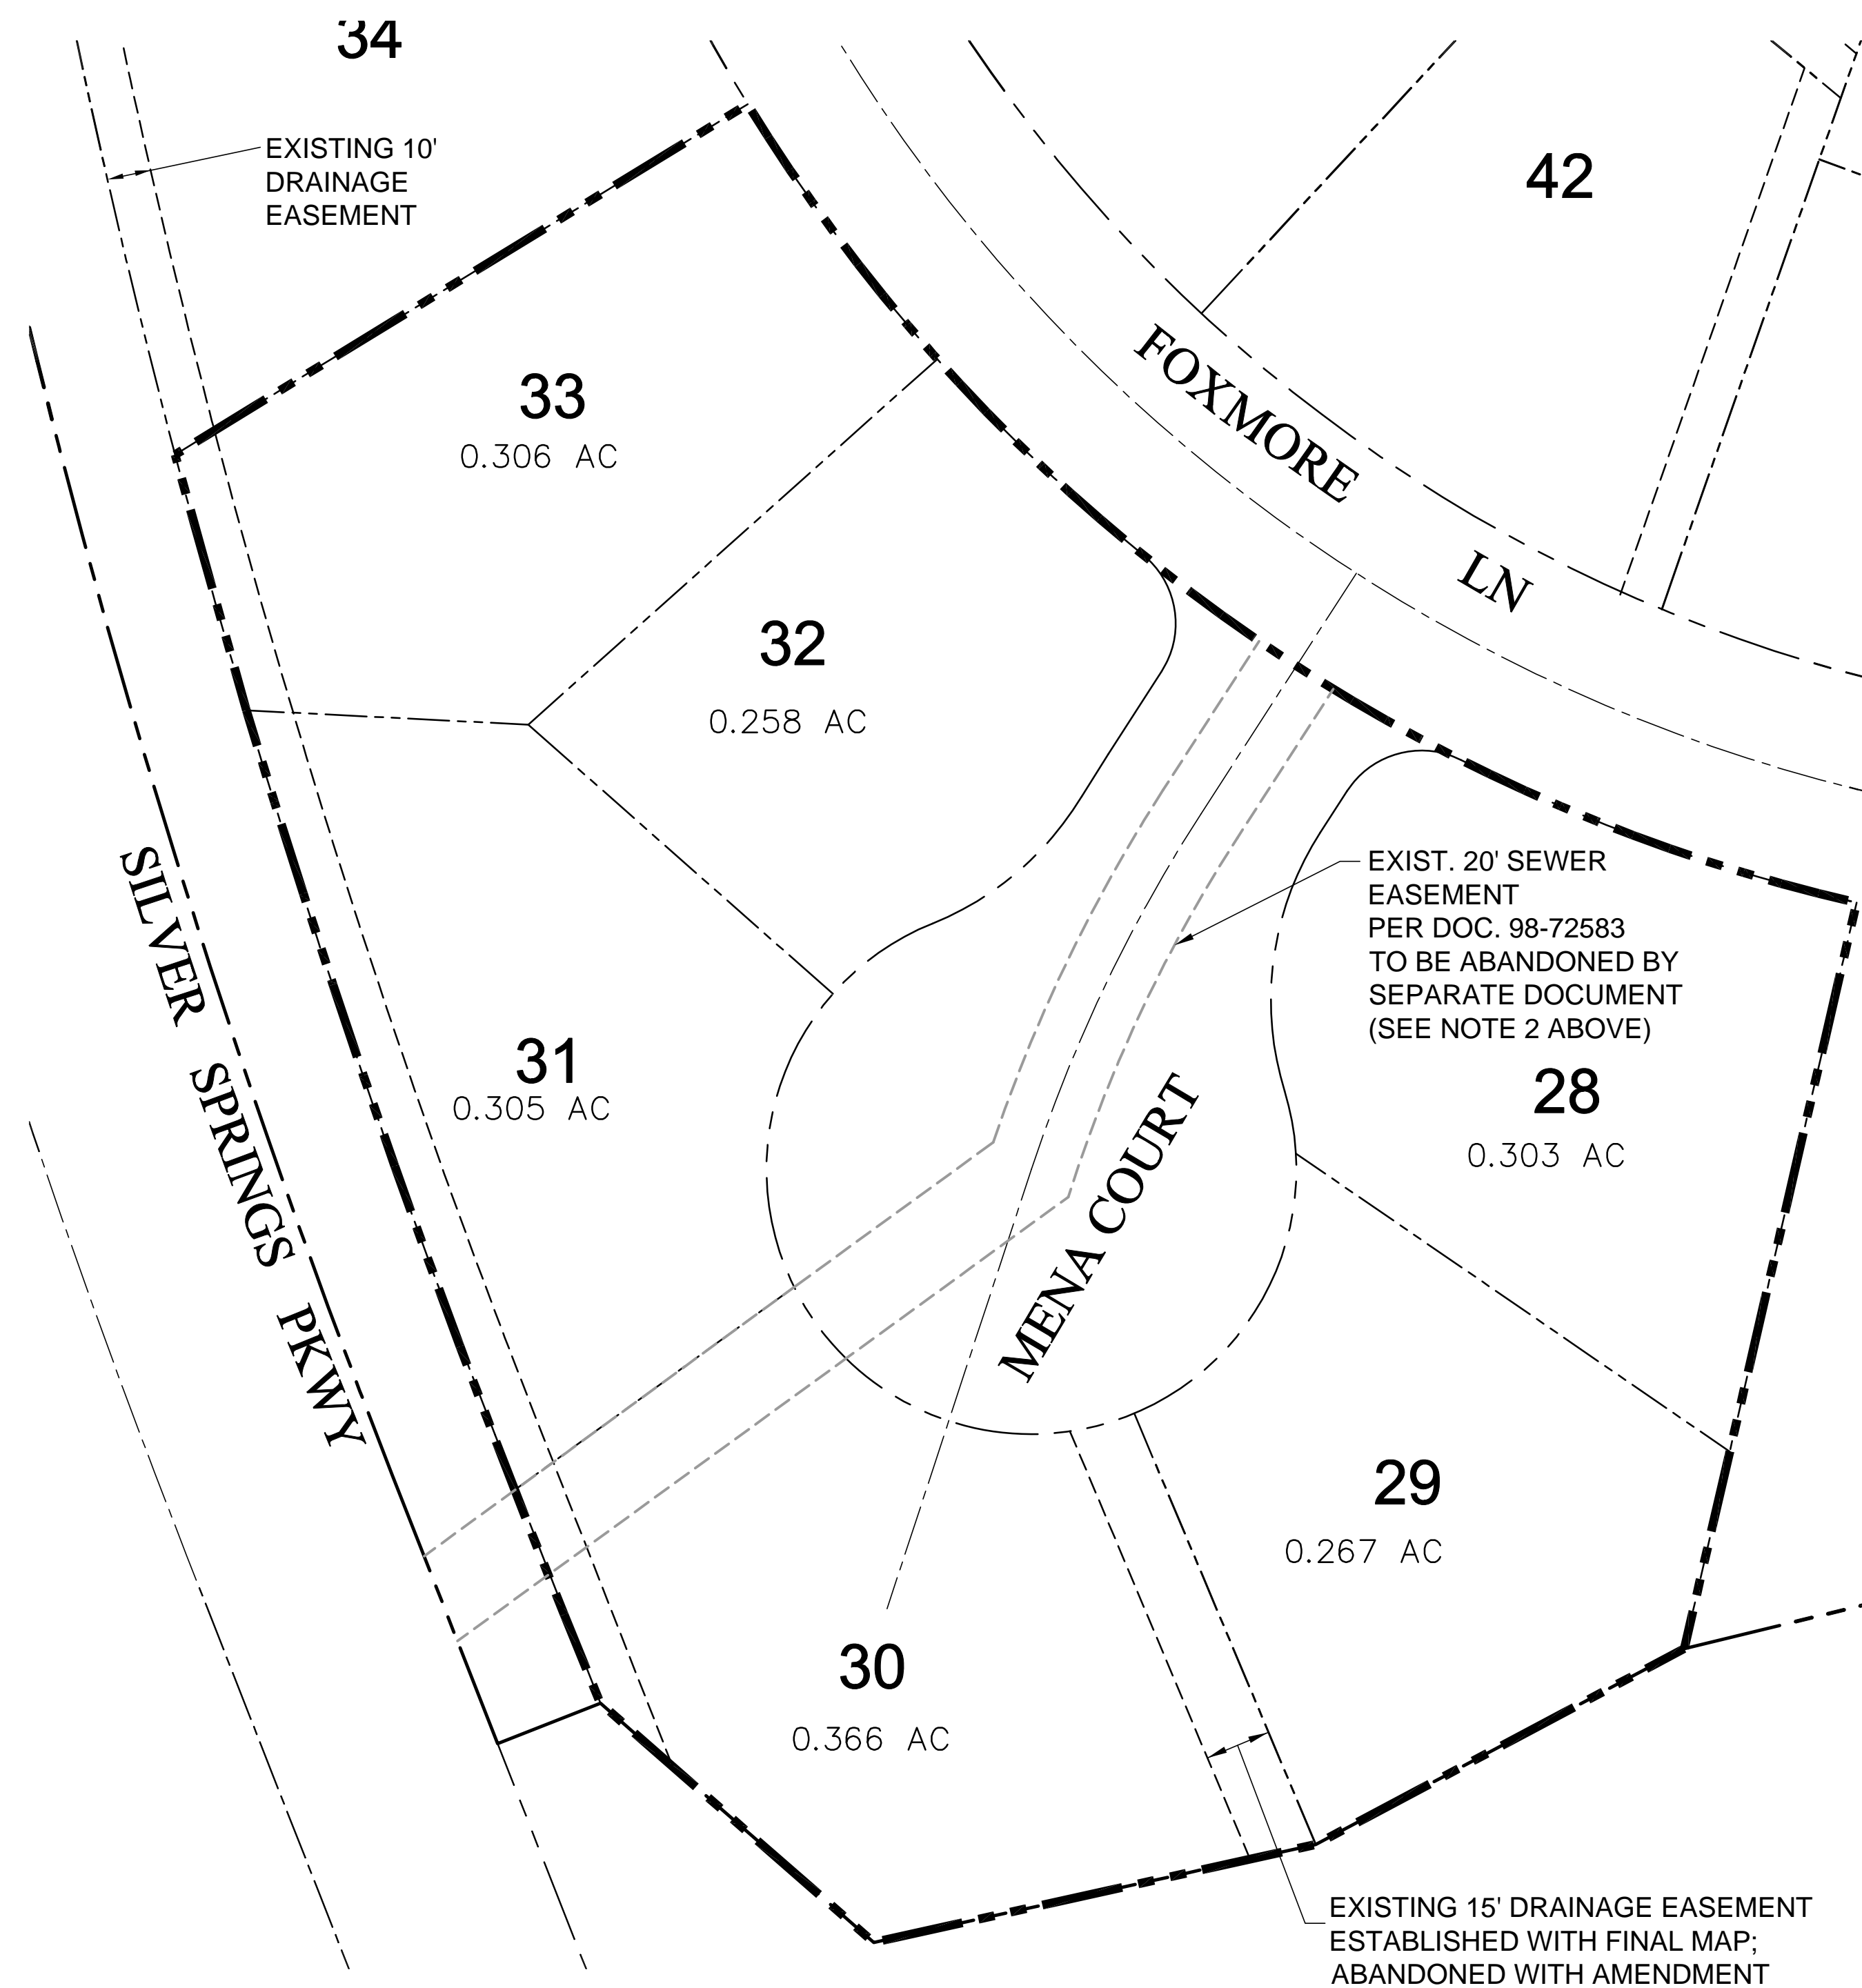 34
EXISTING 10'
DRAINAGE
EASEMENT
42
33
0.306 AC
FOXMORE LN
32
0.258 AC
SILVER SPRINGS PKWY
EXIST. 20' SEWER
EASEMENT
PER DOC. 98-72583
TO BE ABANDONED BY
SEPARATE DOCUMENT
(SEE NOTE 2 ABOVE)
31
0.305 AC
28
0.303 AC
MENA COURT
29
0.267 AC
30
0.366 AC
EXISTING 15' DRAINAGE EASEMENT
ESTABLISHED WITH FINAL MAP;
ABANDONED WITH AMENDMENT